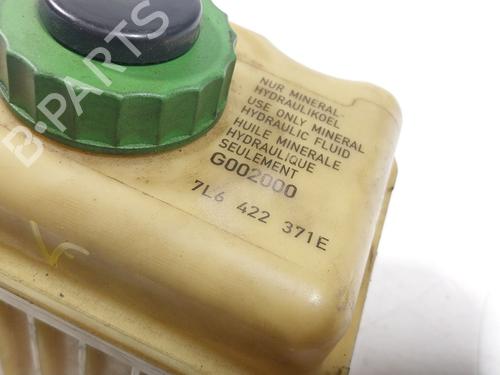 B-PARTS
NUR MINERAL-
HYDRAULIKOEL
USE ONLY MINERAL
HYDRAULIC FLUID
HUILE MINERALE
HYDRAULIQUE
SEULEMENT
G002000
7L6 422 371E